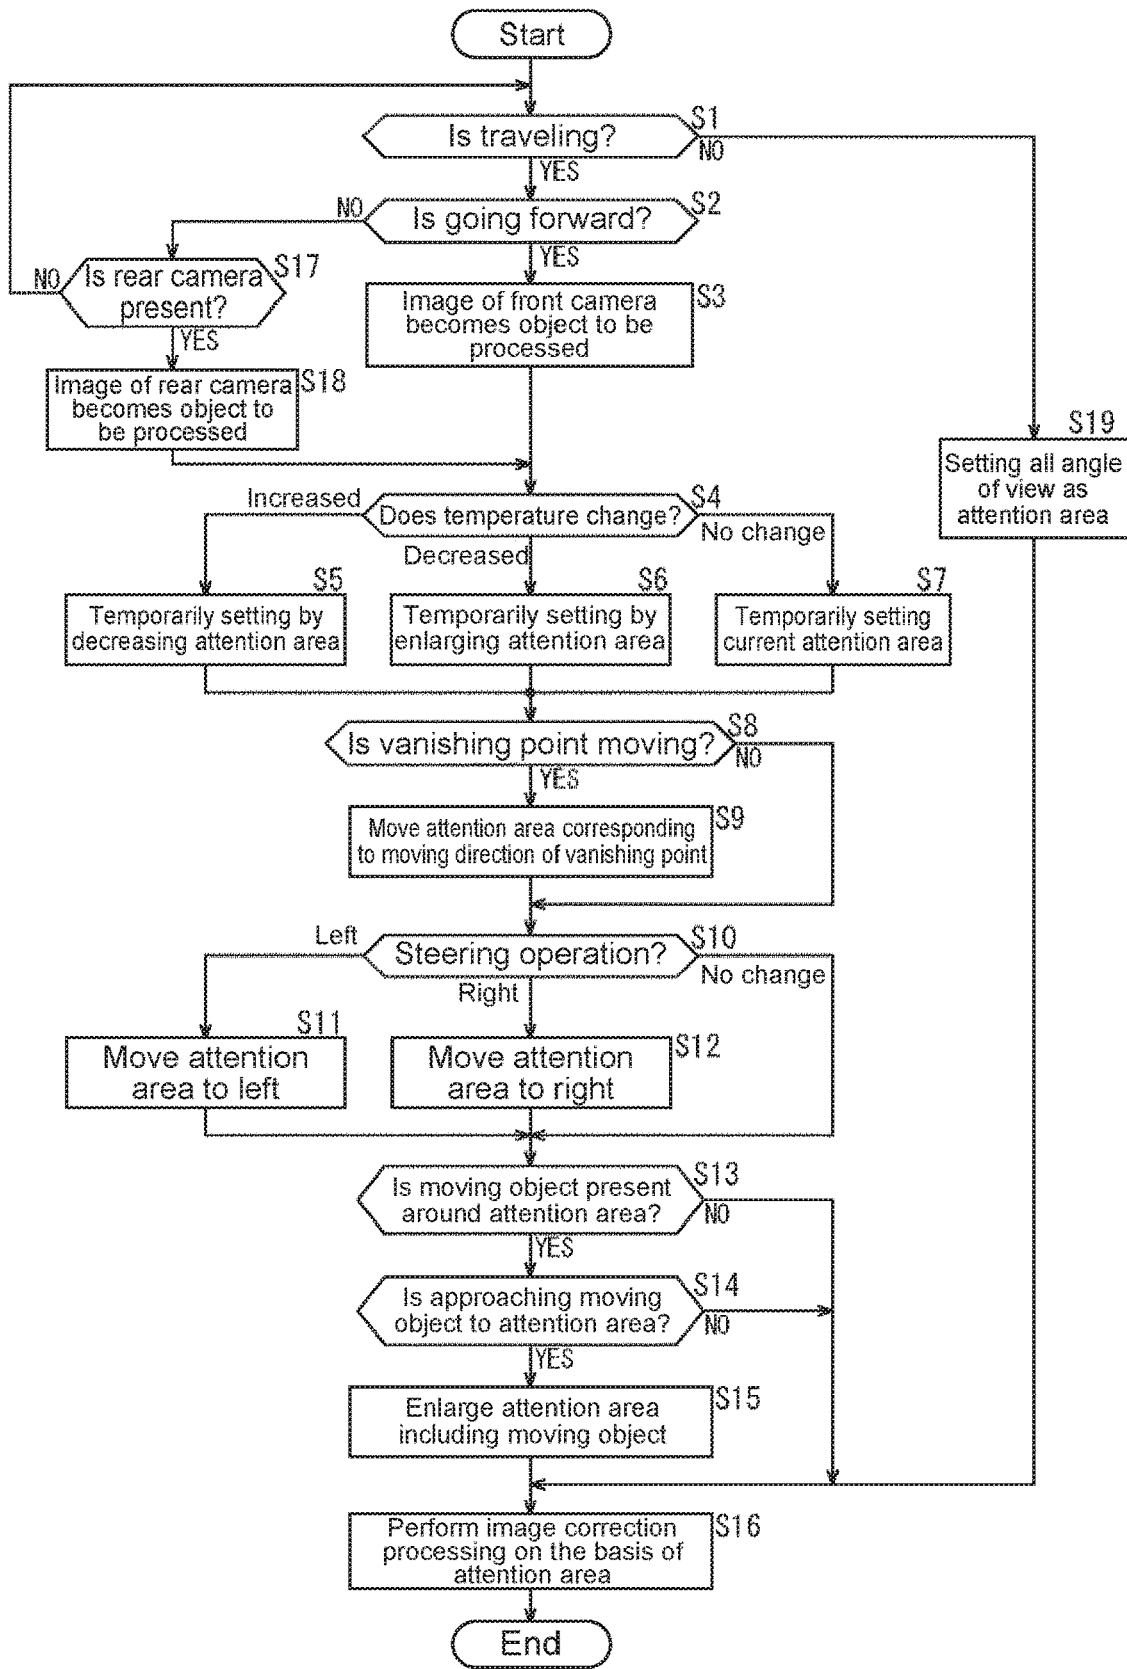 Start
S1
Is traveling?
NO
YES
S2
NO
Is going forward?
YES
S17
NO
Is rear camera
present?
YES
S3
Image of front camera
becomes object to be
processed
S18
Image of rear camera
becomes object to
be processed
S19
Setting all angle
of view as
attention area
Increased
S4
Does temperature change?
No change
Decreased
S5
Temporarily setting by
decreasing attention area
S6
Temporarily setting by
enlarging attention area
S7
Temporarily setting
current attention area
S8
Is vanishing point moving?
NO
YES
S9
Move attention area corresponding
to moving direction of vanishing point
Left
S10
Steering operation?
No change
Right
S11
Move attention
area to left
S12
Move attention
area to right
S13
Is moving object present
around attention area?
NO
YES
S14
Is approaching moving
object to attention area?
NO
YES
S15
Enlarge attention area
including moving object
S16
Perform image correction
processing on the basis of
attention area
End